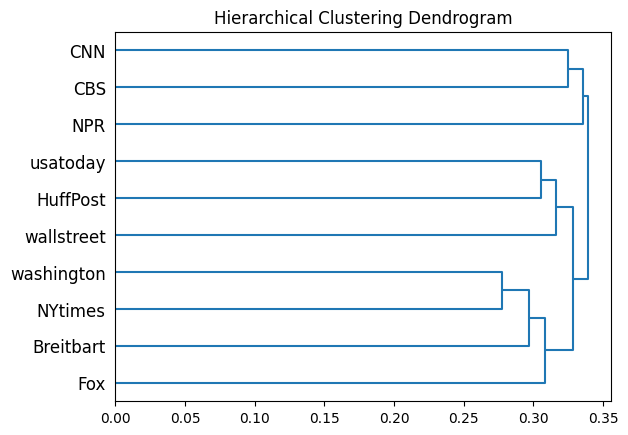 Hierarchical Clustering Dendrogram
CNN
CBS
NPR
usatoday
HuffPost
wallstreet
washington
NYtimes
Breitbart
Fox
0.00 0.05 0.10 0.15 0.20 0.25 0.30 0.35